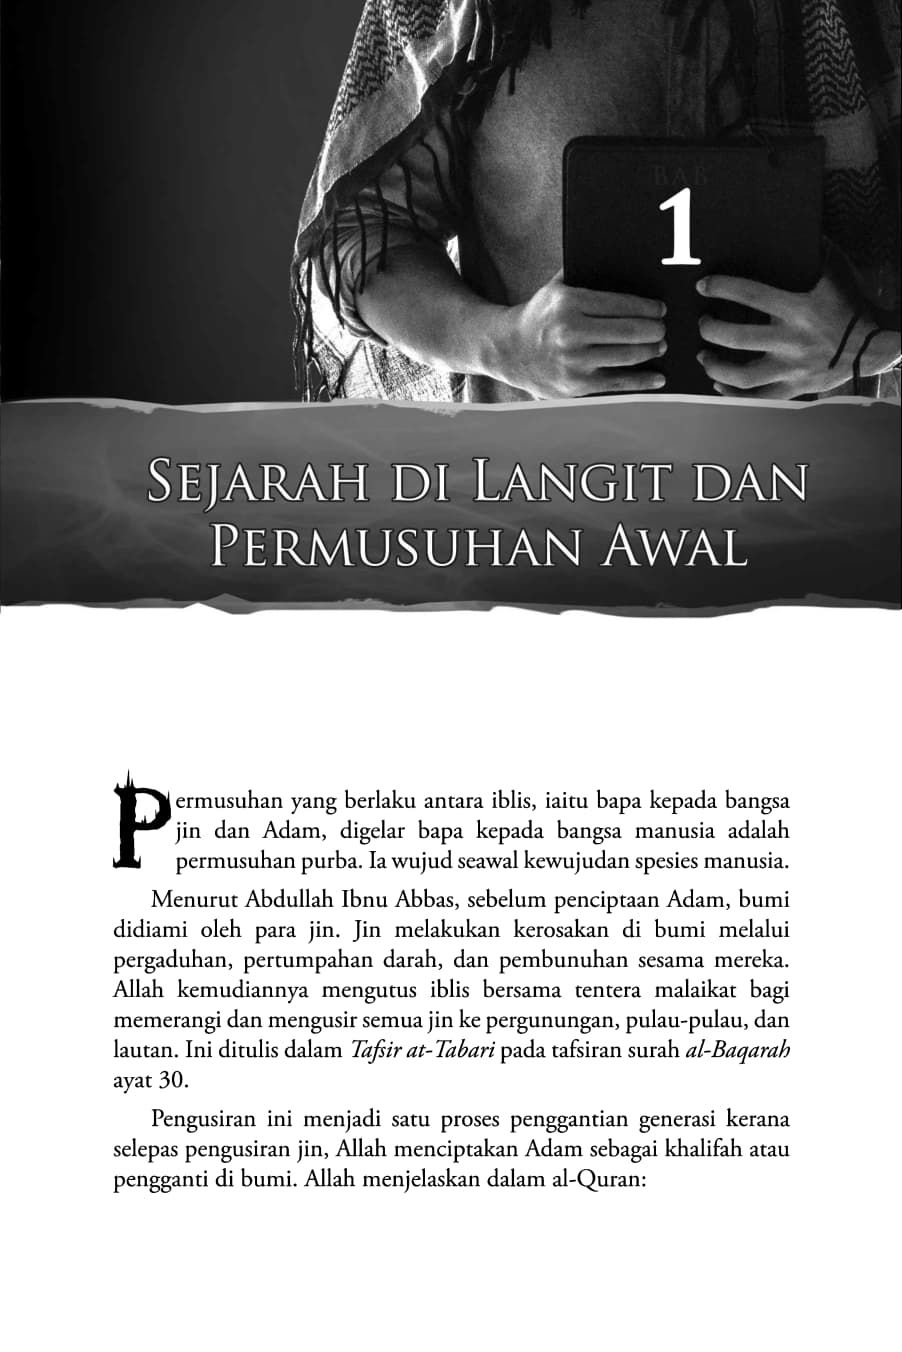 BAB
1
SEJARAH DI LANGIT DAN
PERMUSUHAN AWAL
Permusuhan yang berlaku antara iblis, iaitu bapa kepada bangsa
jin dan Adam, digelar bapa kepada bangsa manusia adalah
permusuhan purba. Ia wujud seawal kewujudan spesies manusia.
Menurut Abdullah Ibnu Abbas, sebelum penciptaan Adam, bumi
didiami oleh para jin. Jin melakukan kerosakan di bumi melalui
pergaduhan, pertumpahan darah, dan pembunuhan sesama mereka.
Allah kemudiannya mengutus iblis bersama tentera malaikat bagi
memerangi dan mengusir semua jin ke pergunungan, pulau-pulau, dan
lautan. Ini ditulis dalam Tafsir at-Tabari pada tafsiran surah al-Baqarah
ayat 30.
Pengusiran ini menjadi satu proses penggantian generasi kerana
selepas pengusiran jin, Allah menciptakan Adam sebagai khalifah atau
pengganti di bumi. Allah menjelaskan dalam al-Quran: